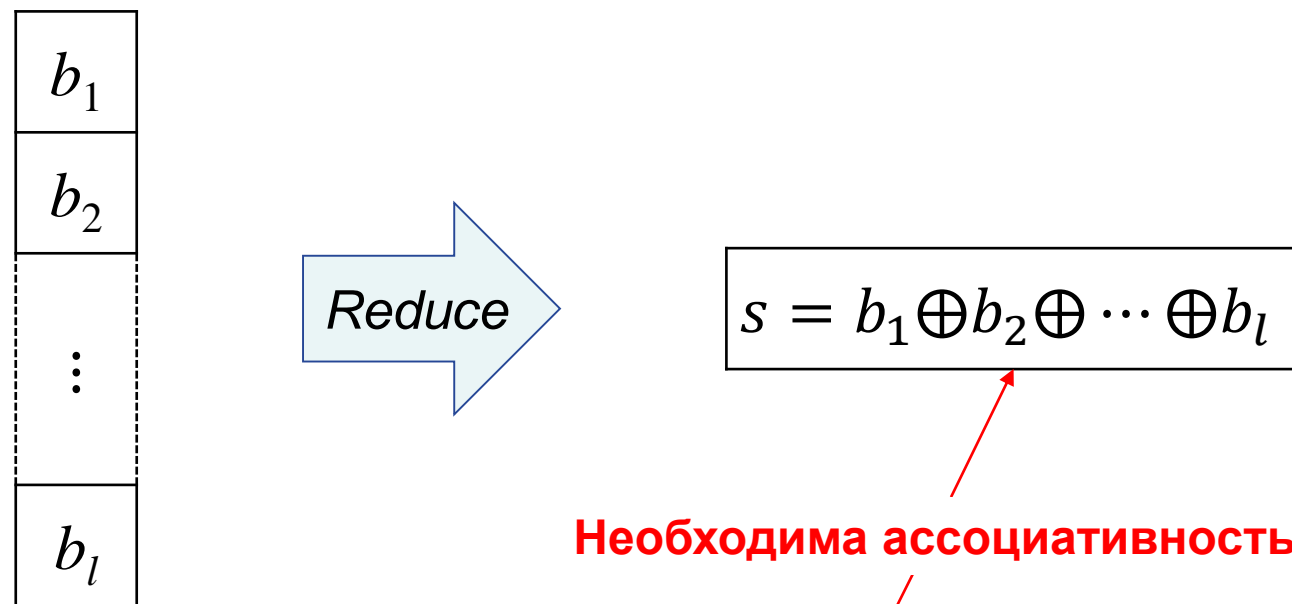 b₁
b₂
⋮
bₗ
Reduce
s = b₁⊕b₂⊕ ⋯ ⊕bₗ
Необходима ассоциативность